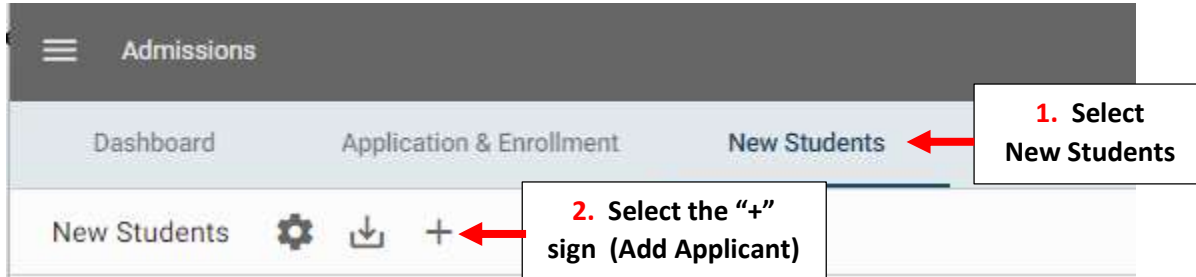 Admissions
Dashboard Application & Enrollment New Students
1. Select
New Students
New Students
2. Select the “+”
sign (Add Applicant)